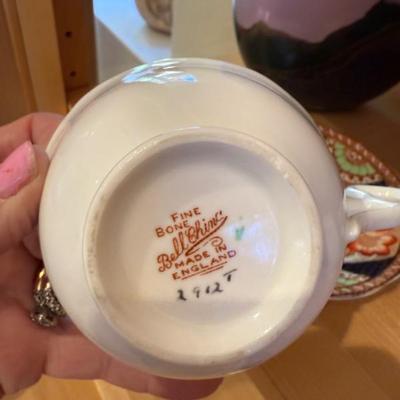 FINE
BONE
Bell China
MADE IN
ENGLAND
2912T